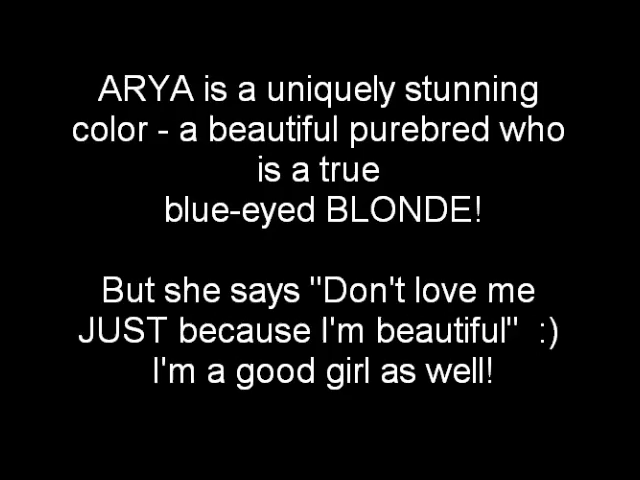 ARYA is a uniquely stunning
color - a beautiful purebred who
is a true
blue-eyed BLONDE!
But she says "Don't love me
JUST because I'm beautiful"  :)
I'm a good girl as well!